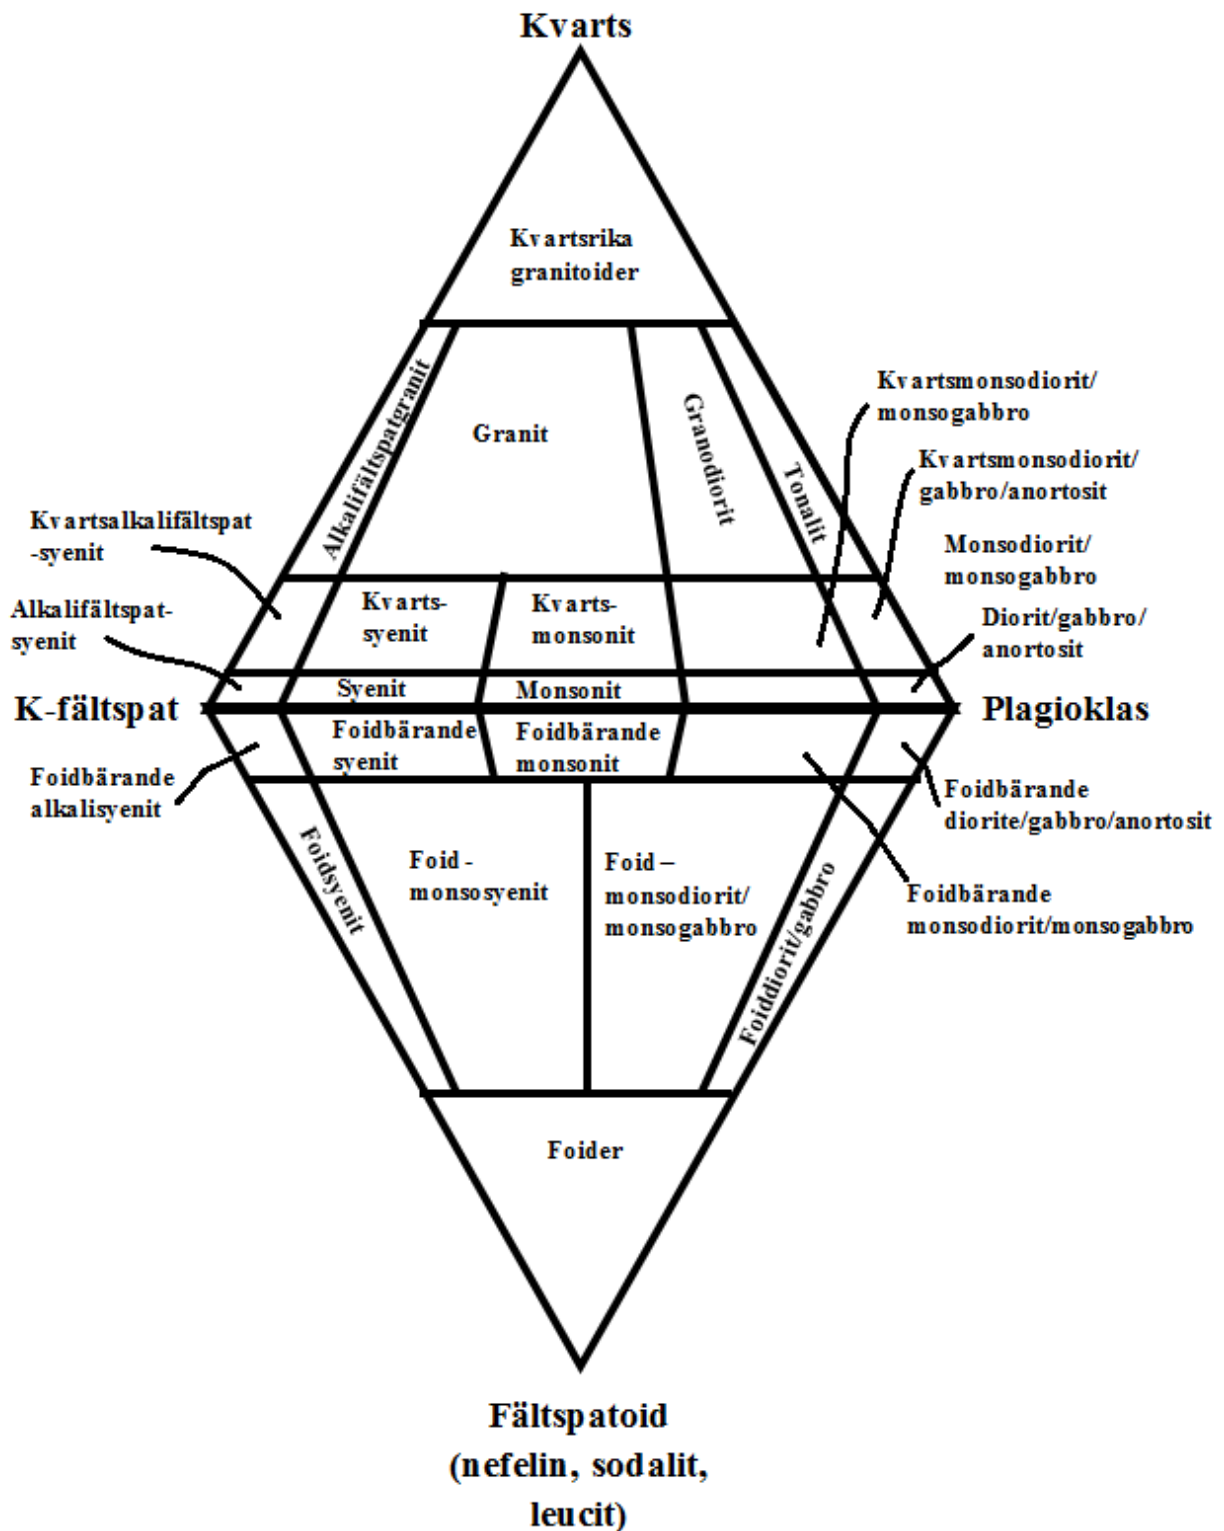 Kvarts
Kvartsrika
granitoider
Alkalifältspatgranit
Granit
Granodiorit
Tonalit
Kvartsmonsodiorit/
monsogabbro
Kvartsmonsodiorit/
gabbro/anortosit
Monsodiorit/
monsogabbro
Diorit/gabbro/
anortosit
Kvartsalkalifältspat
-syenit
Alkalifältspat-
syenit
Kvarts-
syenit
Kvarts-
monsonit
Syenit
Monsonit
K-fältspat
Plagioklas
Foidbärande
syenit
Foidbärande
monsonit
Foidbärande
alkalisyenit
Foidbärande
diorite/gabbro/anortosit
Foidbärande
monsodiorit/monsogabbro
Foidsyenit
Foid-
monsosyenit
Foid–
monsodiorit/
monsogabbro
Foiddiorit/gabbro
Foider
Fältspatoid
(nefelin, sodalit,
leucit)